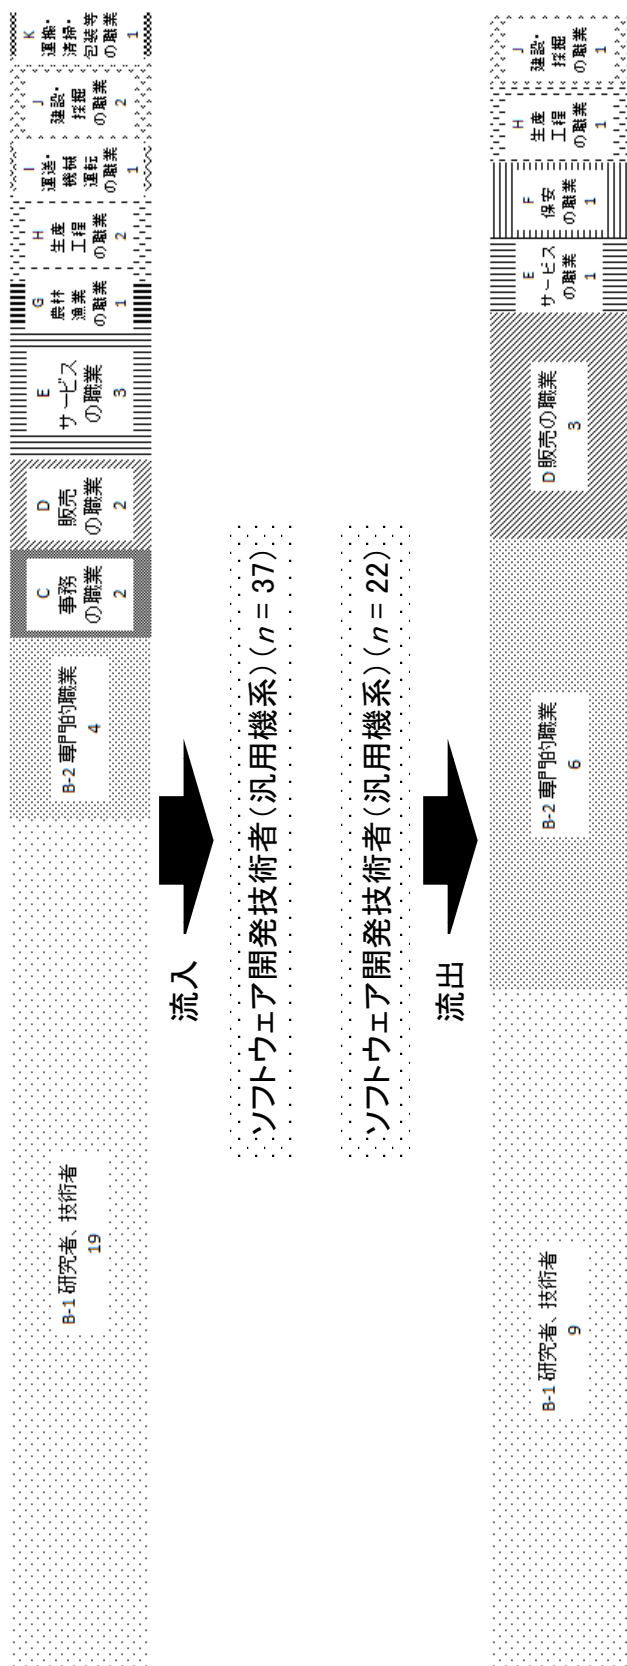 B-1 研究者、技術者
19
B-2 専門的職業
4
C
事務
の職業
2
D
販売
の職業
2
E
サービス
の職業
3
G
農林
漁業
の職業
1
H
生産
工程
の職業
2
I
運送・
機械
運転
の職業
1
J
建設・
採掘
の職業
2
K
運搬・
清掃・
包装等
の職業
1
流入
ソフトウェア開発技術者(汎用機系)(n = 37)
ソフトウェア開発技術者(汎用機系)(n = 22)
流出
B-1 研究者、技術者
9
B-2 専門的職業
6
D 販売の職業
3
E
サービス
の職業
1
F
保安
の職業
1
H
生産
工程
の職業
1
J
建設・
採掘
の職業
1